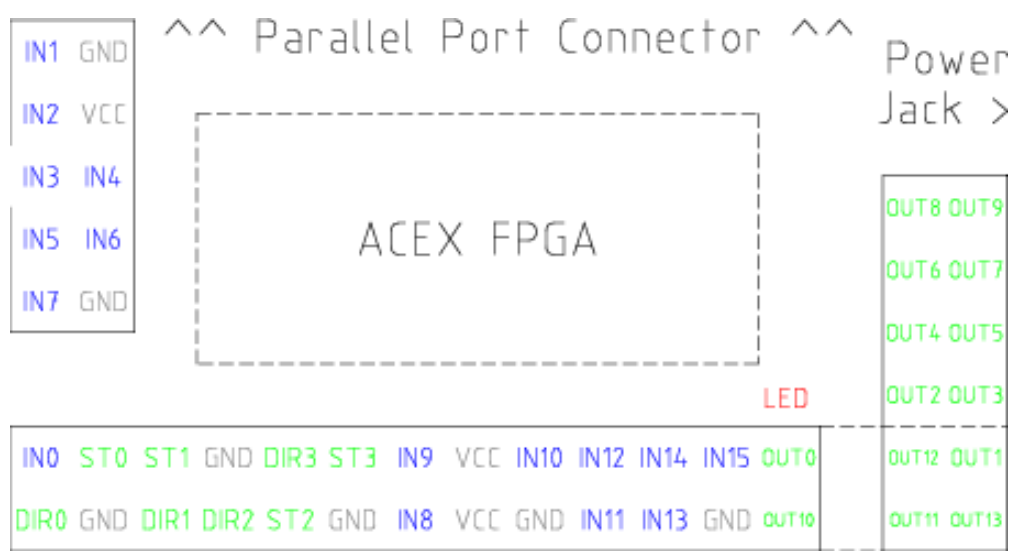 ^^ Parallel Port Connector ^^
Power
Jack >
IN1 GND
IN2 VCC
IN3 IN4
IN5 IN6
IN7 GND
ACEX FPGA
OUT8 OUT9
OUT6 OUT7
OUT4 OUT5
OUT2 OUT3
LED
IN0 ST0 ST1 GND DIR3 ST3 IN9 VCC IN10 IN12 IN14 IN15 OUT0
DIR0 GND DIR1 DIR2 ST2 GND IN8 VCC GND IN11 IN13 GND OUT10
OUT12 OUT1
OUT11 OUT13